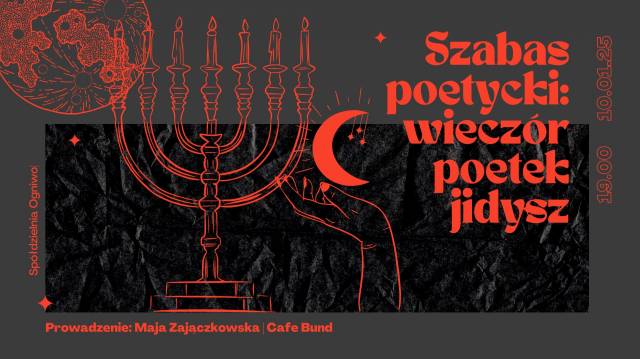 Szabas
poetycki:
wieczór
poetek
jidysz
19.00 10.01.25
Spółdzielnia Ogniwo
Prowadzenie: Maja Zajączkowska | Cafe Bund